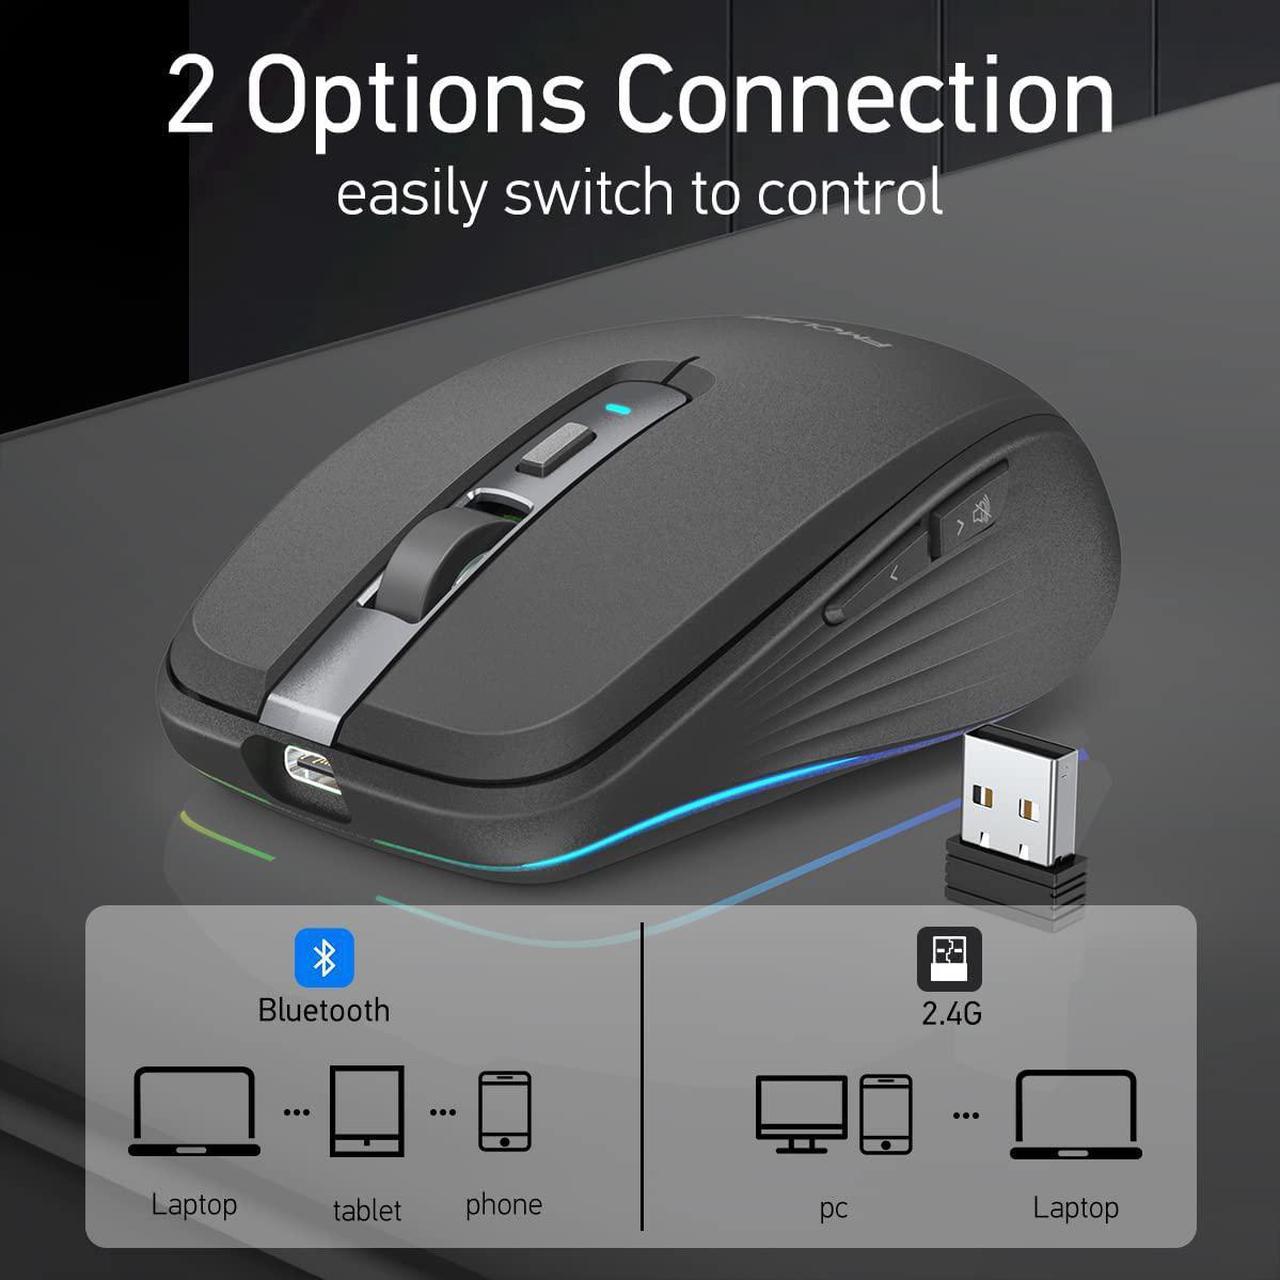 2 Options Connection
easily switch to control
Bluetooth
2.4G
Laptop
tablet
phone
pc
Laptop